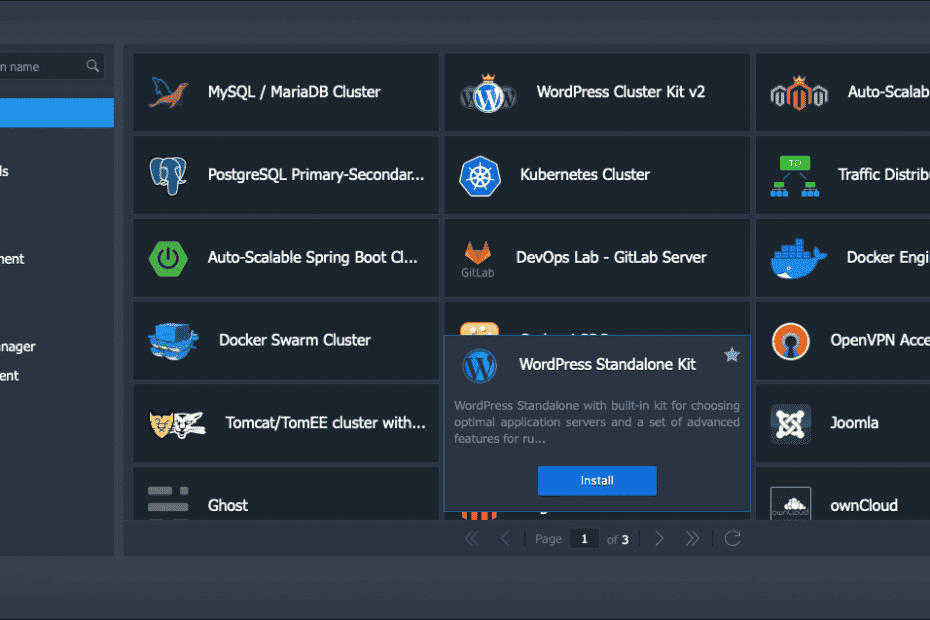 n name
ls
ment
nager
ent
MySQL / MariaDB Cluster
WordPress Cluster Kit v2
Auto-Scalab
PostgreSQL Primary-Secondar...
Kubernetes Cluster
TD
Traffic Distrib
Auto-Scalable Spring Boot Cl...
GitLab
DevOps Lab - GitLab Server
Docker Engi
Docker Swarm Cluster
OpenVPN Acce
WordPress Standalone Kit
WordPress Standalone with built-in kit for choosing
optimal application servers and a set of advanced
features for ru...
Install
Tomcat/TomEE cluster with...
Joomla
Ghost
ownCloud
ownCloud
Page 1 of 3